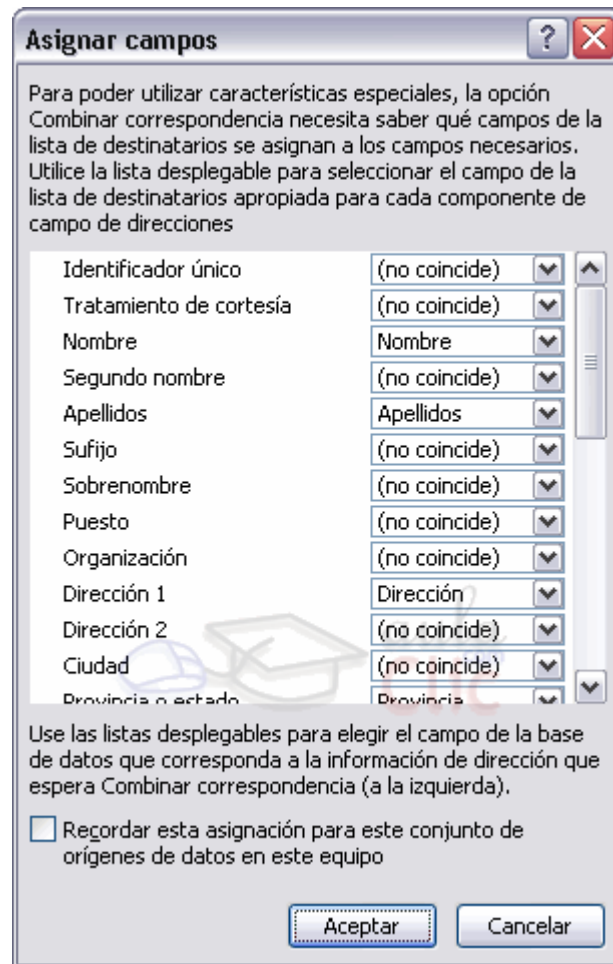 Asignar campos
Para poder utilizar características especiales, la opción
Combinar correspondencia necesita saber qué campos de la
lista de destinatarios se asignan a los campos necesarios.
Utilice la lista desplegable para seleccionar el campo de la
lista de destinatarios apropiada para cada componente de
campo de direcciones
Identificador único (no coincide)
Tratamiento de cortesía (no coincide)
Nombre Nombre
Segundo nombre (no coincide)
Apellidos Apellidos
Sufijo (no coincide)
Sobrenombre (no coincide)
Puesto (no coincide)
Organización (no coincide)
Dirección 1 Dirección
Dirección 2 (no coincide)
Ciudad (no coincide)
Provincia o estado Provincia
aula
Clic
Use las listas desplegables para elegir el campo de la base
de datos que corresponda a la información de dirección que
espera Combinar correspondencia (a la izquierda).
Recordar esta asignación para este conjunto de
orígenes de datos en este equipo
Aceptar Cancelar